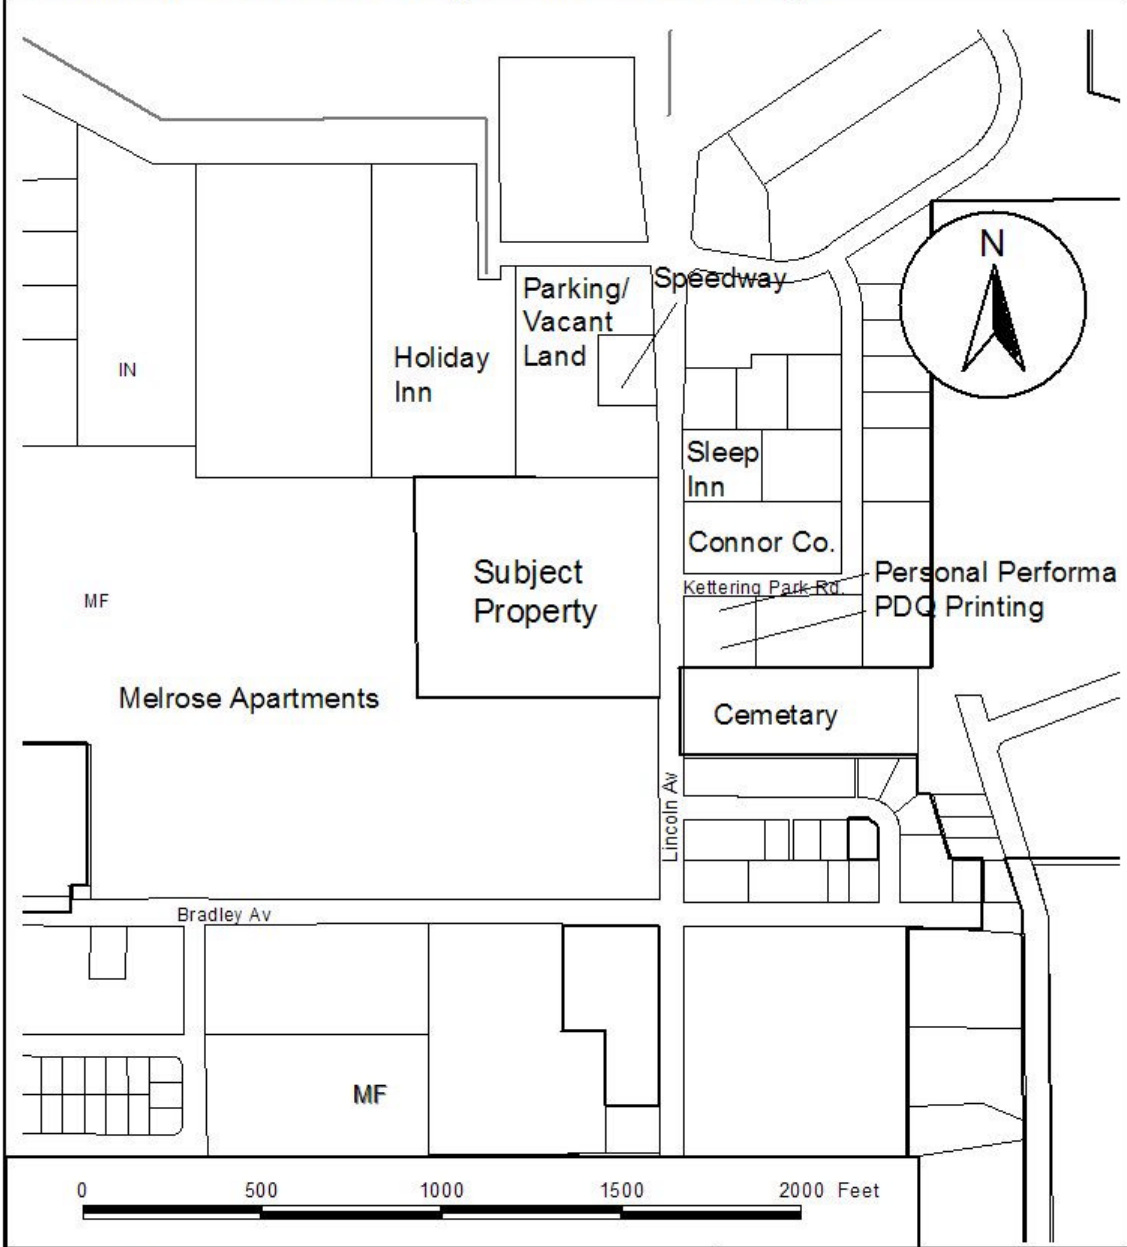 N
Speedway
Parking/
Vacant
Land
Holiday
Inn
IN
Sleep
Inn
Connor Co.
Subject
Property
Kettering Park Rd.
Personal Performa
PDQ Printing
MF
Melrose Apartments
Cemetary
Lincoln Av
Bradley Av
MF
0 500 1000 1500 2000 Feet